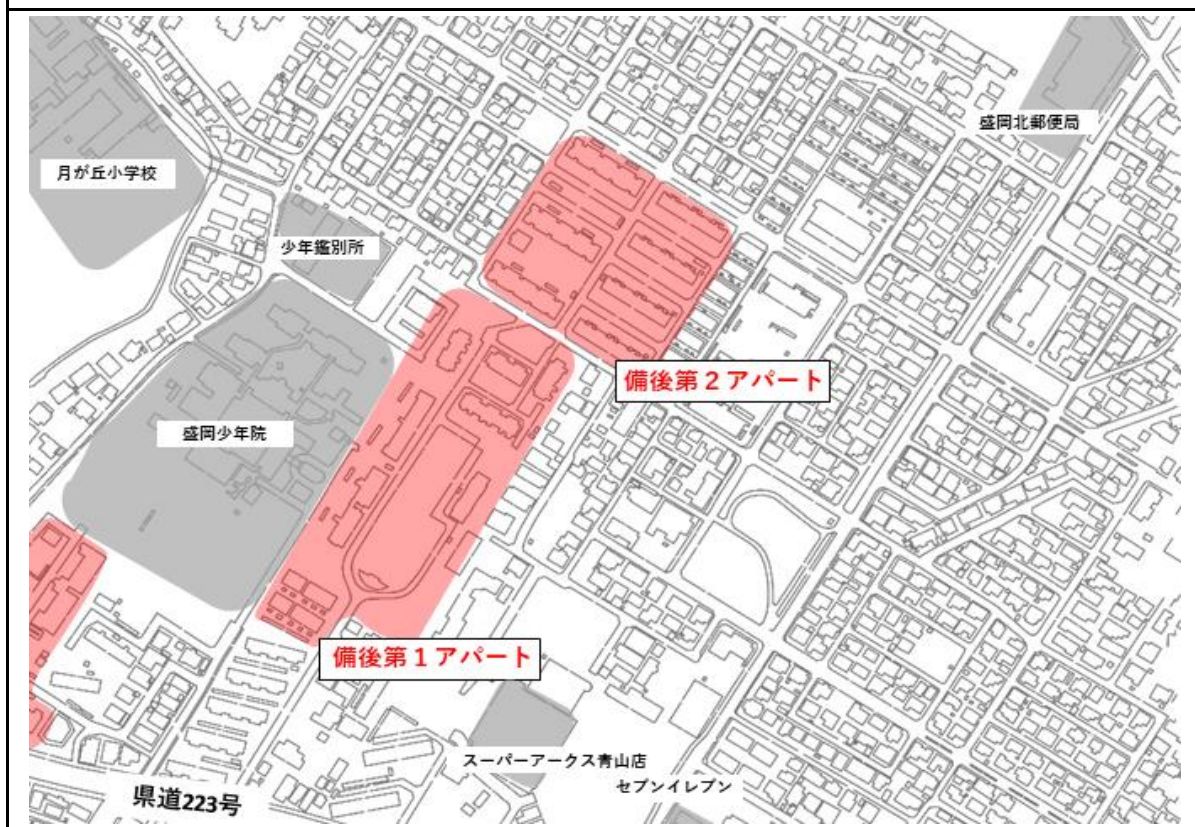 盛岡北郵便局
月が丘小学校
少年鑑別所
備後第2アパート
盛岡少年院
備後第1アパート
スーパーアークス青山店
セブンイレブン
県道223号